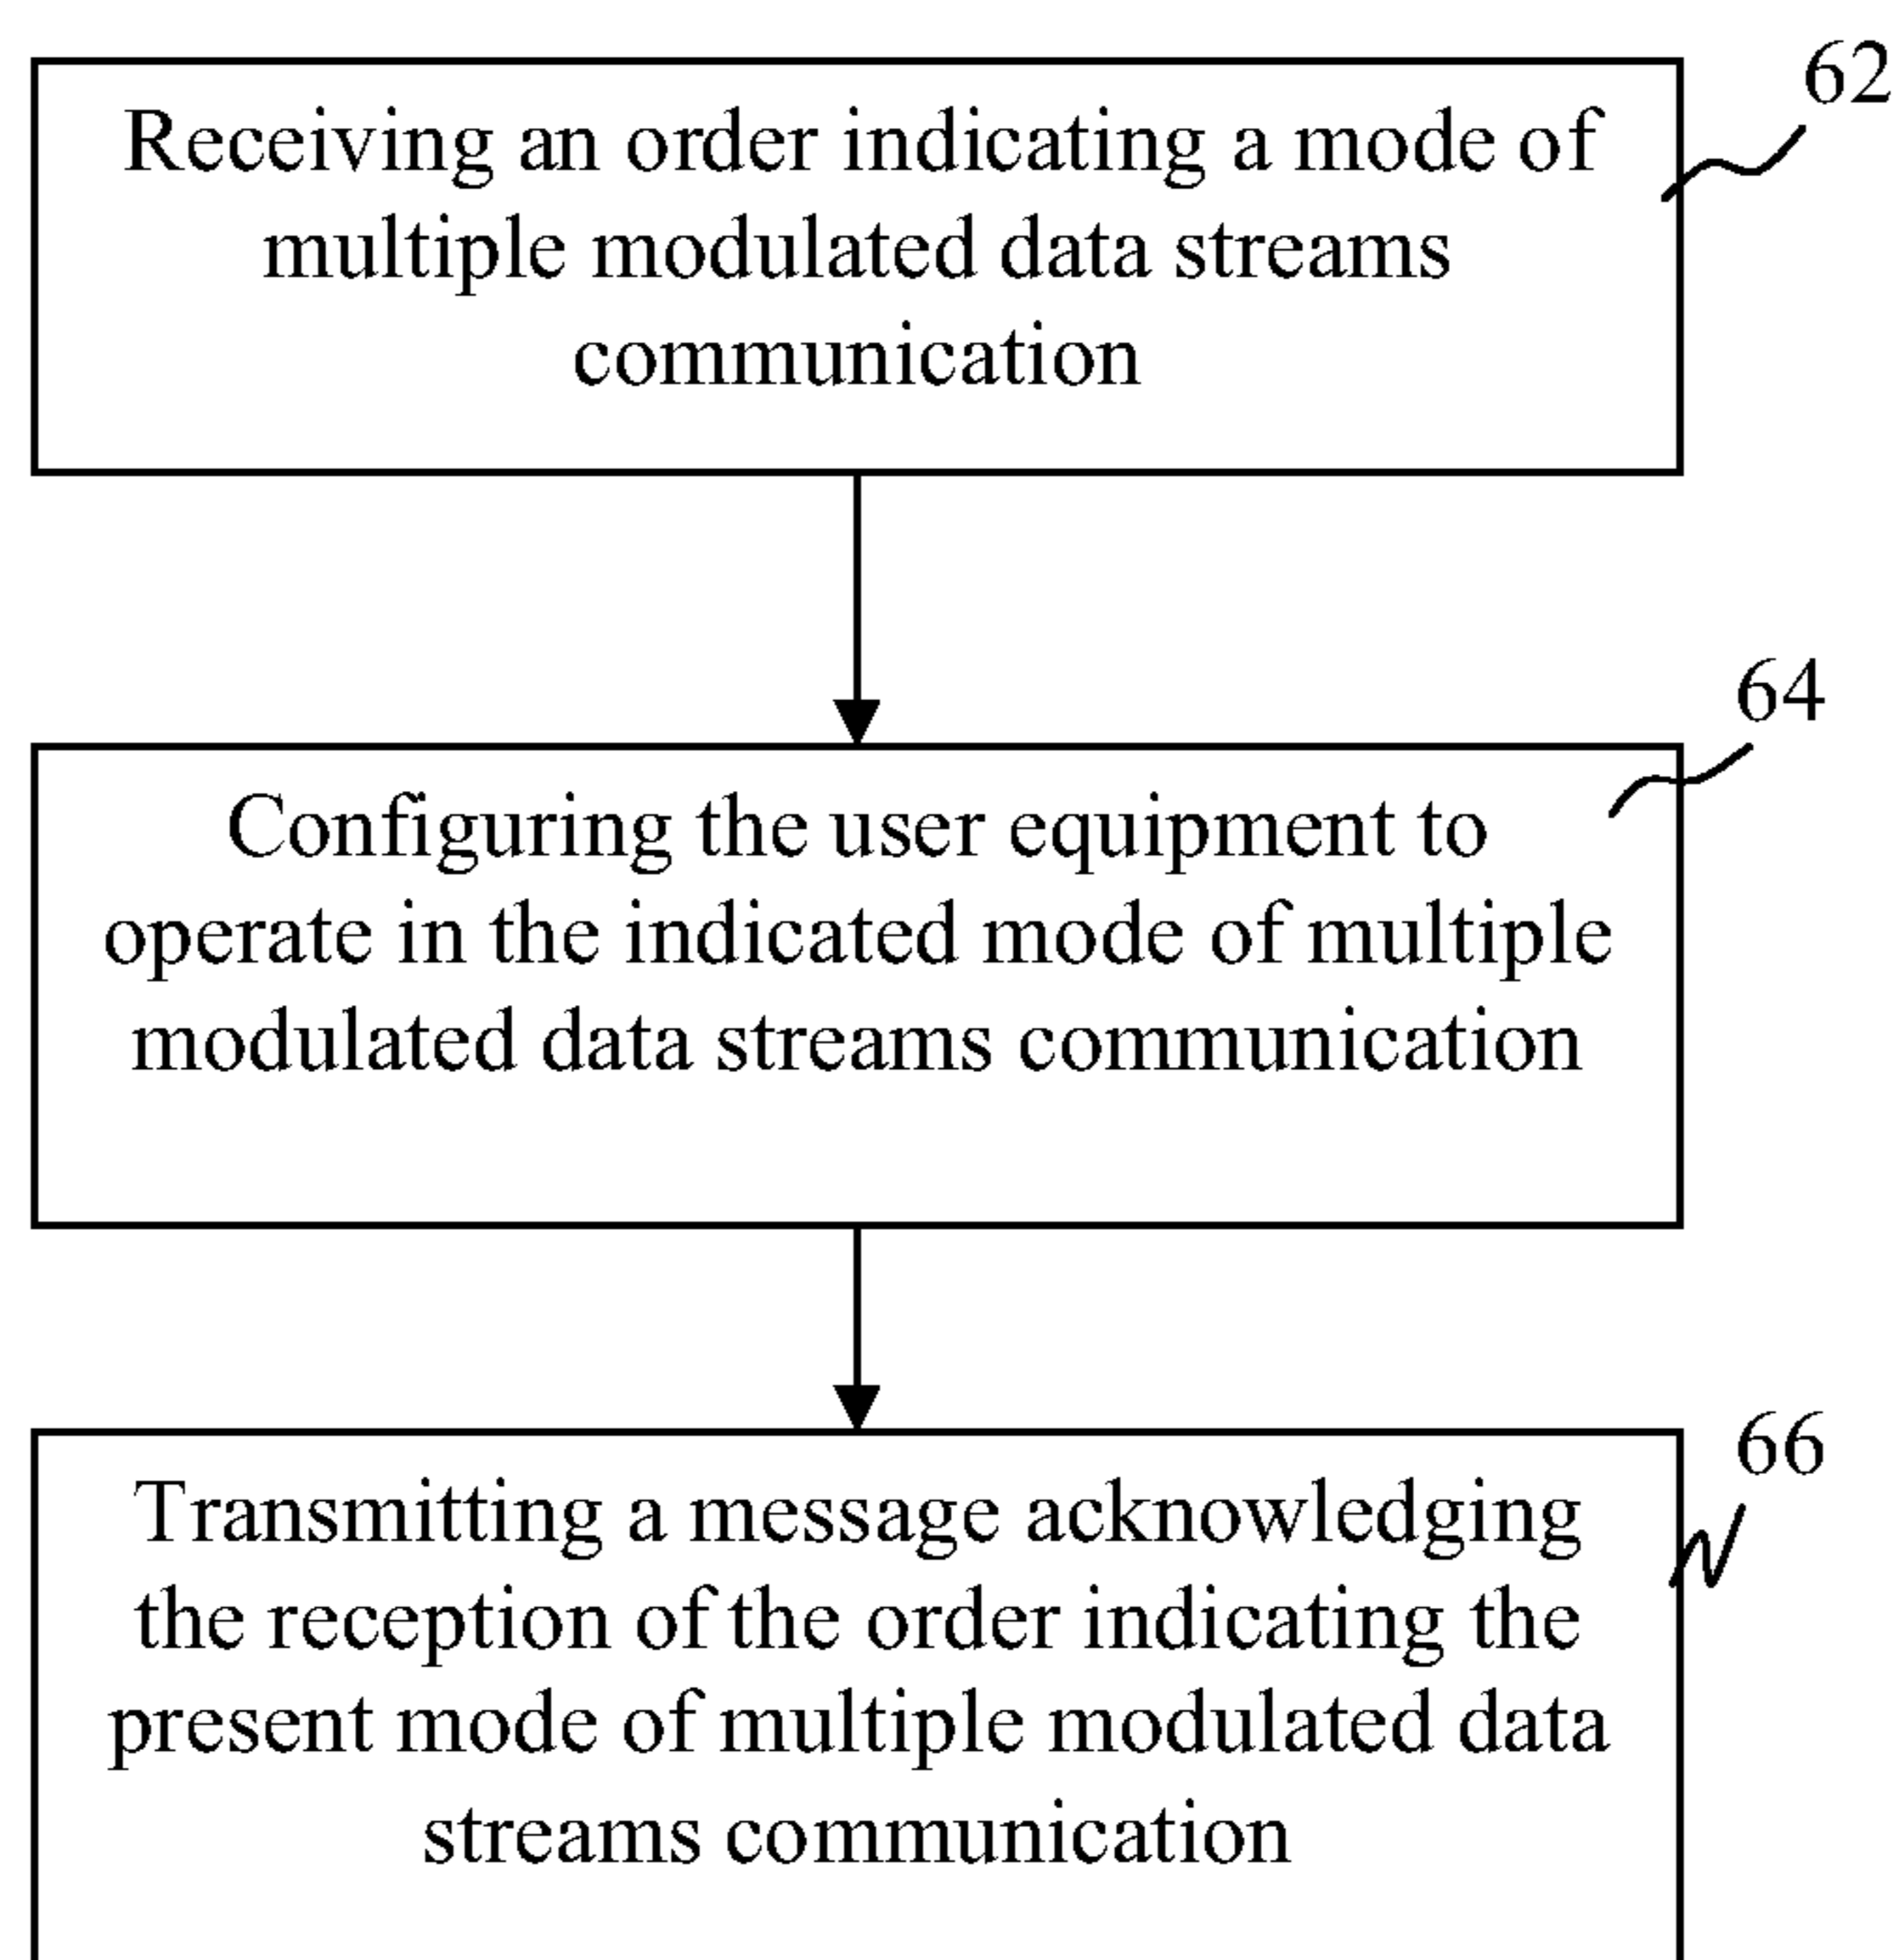 62
Receiving an order indicating a mode of
multiple modulated data streams
communication
64
Configuring the user equipment to
operate in the indicated mode of multiple
modulated data streams communication
66
Transmitting a message acknowledging
the reception of the order indicating the
present mode of multiple modulated data
streams communication